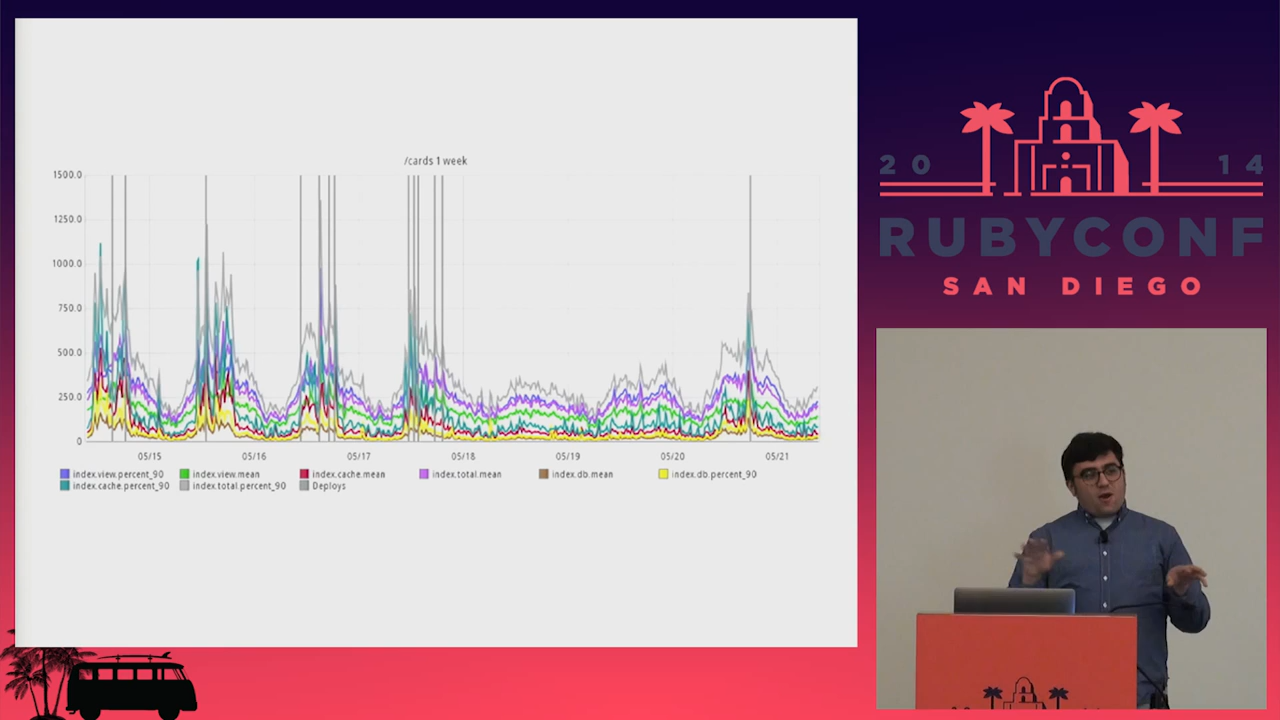 /cards 1 week
1500.0
1250.0
1000.0
750.0
500.0
250.0
0
05/15 05/16 05/17 05/18 05/19 05/20 05/21
index.view.percent_90 index.view.mean index.cache.mean index.total.mean index.db.mean index.db.percent_90
index.cache.percent_90 index.total.percent_90 Deploys
20 14
RUBYCONF
SAN DIEGO